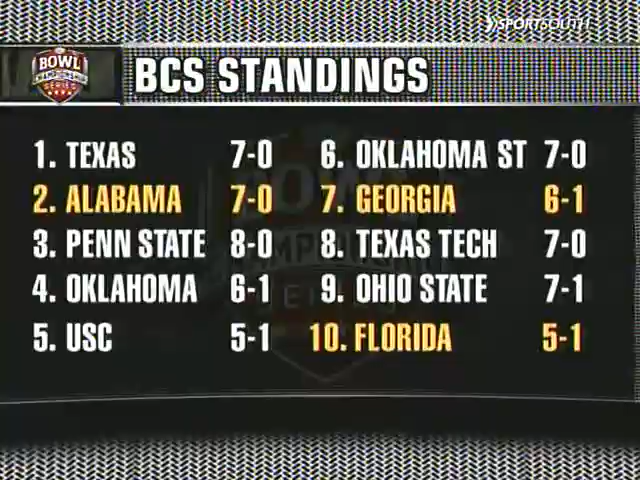 SPORTSOUTH
BOWL
CHAMPIONSHIP
SERIES
BCS STANDINGS
1. TEXAS 7-0
2. ALABAMA 7-0
3. PENN STATE 8-0
4. OKLAHOMA 6-1
5. USC 5-1
6. OKLAHOMA ST 7-0
7. GEORGIA 6-1
8. TEXAS TECH 7-0
9. OHIO STATE 7-1
10. FLORIDA 5-1